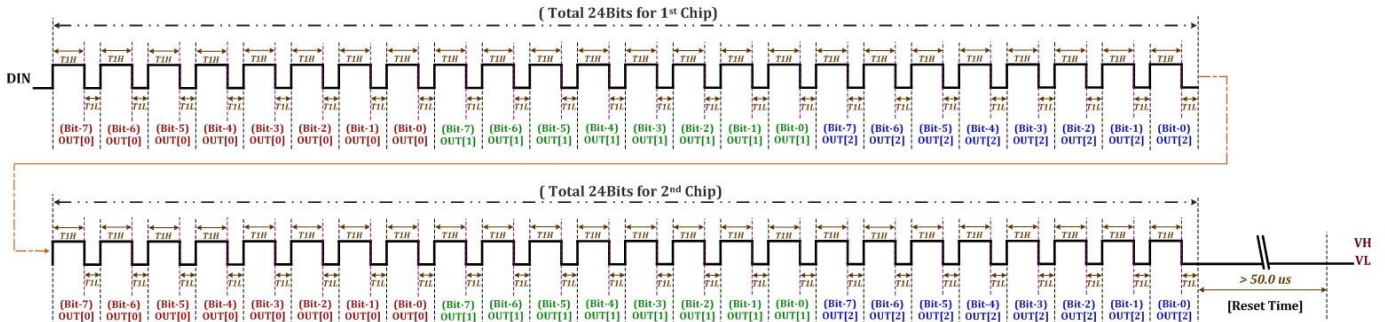 ( Total 24Bits for 1st Chip)
T1H T1H T1H T1H T1H T1H T1H T1H T1H T1H T1H T1H T1H T1H T1H T1H T1H T1H T1H T1H T1H T1H T1H T1H
DIN
T1L T1L T1L T1L T1L T1L T1L T1L T1L T1L T1L T1L T1L T1L T1L T1L T1L T1L T1L T1L T1L T1L T1L T1L
(Bit-7) (Bit-6) (Bit-5) (Bit-4) (Bit-3) (Bit-2) (Bit-1) (Bit-0) (Bit-7) (Bit-6) (Bit-5) (Bit-4) (Bit-3) (Bit-2) (Bit-1) (Bit-0) (Bit-7) (Bit-6) (Bit-5) (Bit-4) (Bit-3) (Bit-2) (Bit-1) (Bit-0)
OUT[0] OUT[0] OUT[0] OUT[0] OUT[0] OUT[0] OUT[0] OUT[0] OUT[1] OUT[1] OUT[1] OUT[1] OUT[1] OUT[1] OUT[1] OUT[1] OUT[2] OUT[2] OUT[2] OUT[2] OUT[2] OUT[2] OUT[2] OUT[2]
( Total 24Bits for 2nd Chip)
T1H T1H T1H T1H T1H T1H T1H T1H T1H T1H T1H T1H T1H T1H T1H T1H T1H T1H T1H T1H T1H T1H T1H T1H
VH
VL
T1L T1L T1L T1L T1L T1L T1L T1L T1L T1L T1L T1L T1L T1L T1L T1L T1L T1L T1L T1L T1L T1L T1L T1L
> 50.0 us
(Bit-7) (Bit-6) (Bit-5) (Bit-4) (Bit-3) (Bit-2) (Bit-1) (Bit-0) (Bit-7) (Bit-6) (Bit-5) (Bit-4) (Bit-3) (Bit-2) (Bit-1) (Bit-0) (Bit-7) (Bit-6) (Bit-5) (Bit-4) (Bit-3) (Bit-2) (Bit-1) (Bit-0)
[Reset Time]
OUT[0] OUT[0] OUT[0] OUT[0] OUT[0] OUT[0] OUT[0] OUT[0] OUT[1] OUT[1] OUT[1] OUT[1] OUT[1] OUT[1] OUT[1] OUT[1] OUT[2] OUT[2] OUT[2] OUT[2] OUT[2] OUT[2] OUT[2] OUT[2]